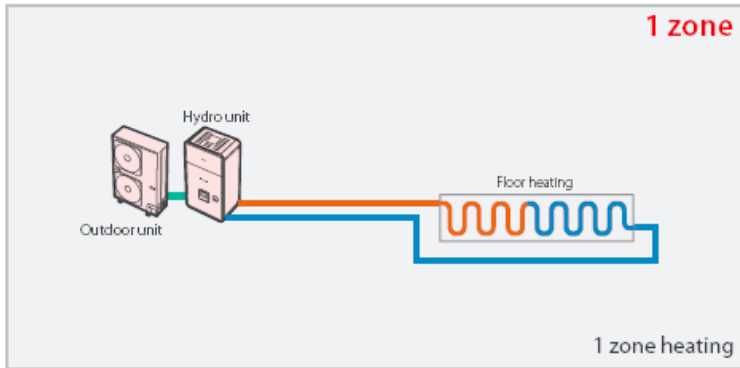 1 zone
Hydro unit
Floor heating
Outdoor unit
1 zone heating